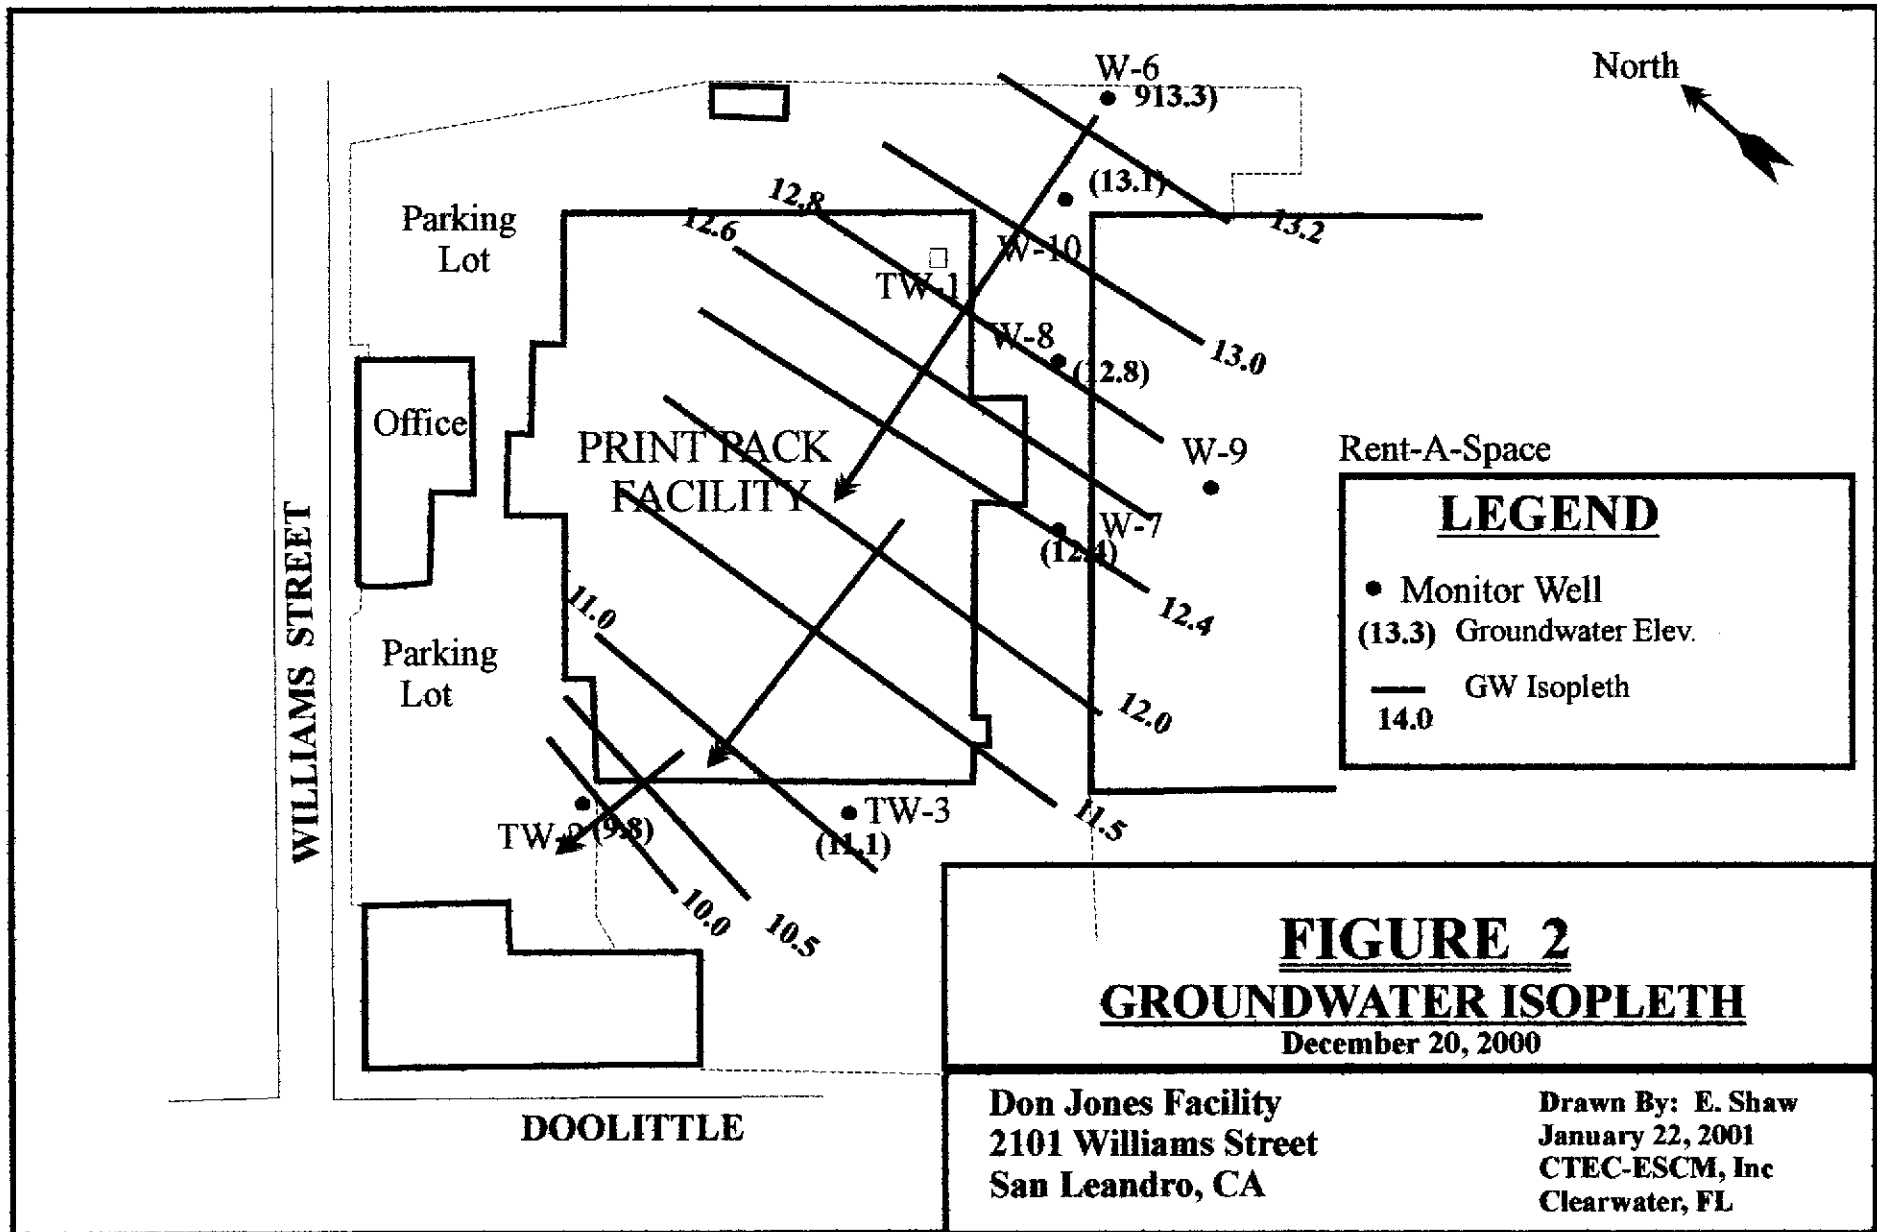 W-6
913.3)
North
(13.1)
12.8
12.6
13.2
Parking
Lot
W-10
TW-1
W-8
(12.8)
13.0
Office
PRINT PACK
FACILITY
W-9
Rent-A-Space
LEGEND
Monitor Well
(13.3) Groundwater Elev.
GW Isopleth
14.0
W-7
(12.4)
12.4
WILLIAMS STREET
11.0
Parking
Lot
12.0
TW-3
(11.1)
11.5
TW-2
(9.8)
10.0
10.5
FIGURE 2
GROUNDWATER ISOPLETH
December 20, 2000
DOOLITTLE
Don Jones Facility
2101 Williams Street
San Leandro, CA
Drawn By: E. Shaw
January 22, 2001
CTEC-ESCM, Inc
Clearwater, FL